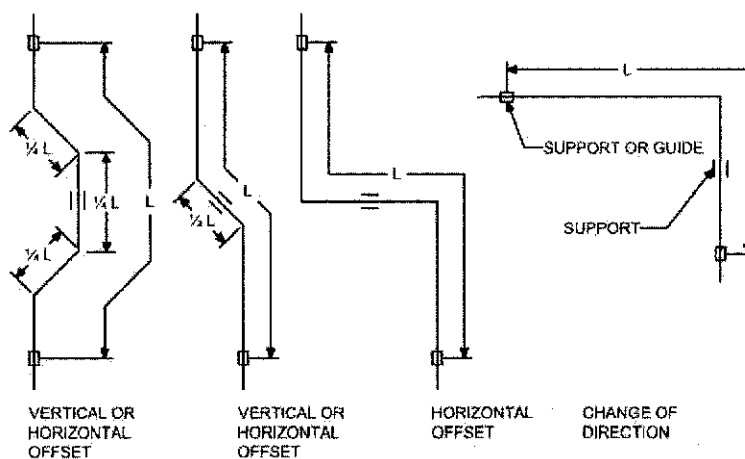 ¼ L
¼ L
¼ L
L
½ L
L
L
L
SUPPORT OR GUIDE
SUPPORT
VERTICAL OR
HORIZONTAL
OFFSET
VERTICAL OR
HORIZONTAL
OFFSET
HORIZONTAL
OFFSET
CHANGE OF
DIRECTION